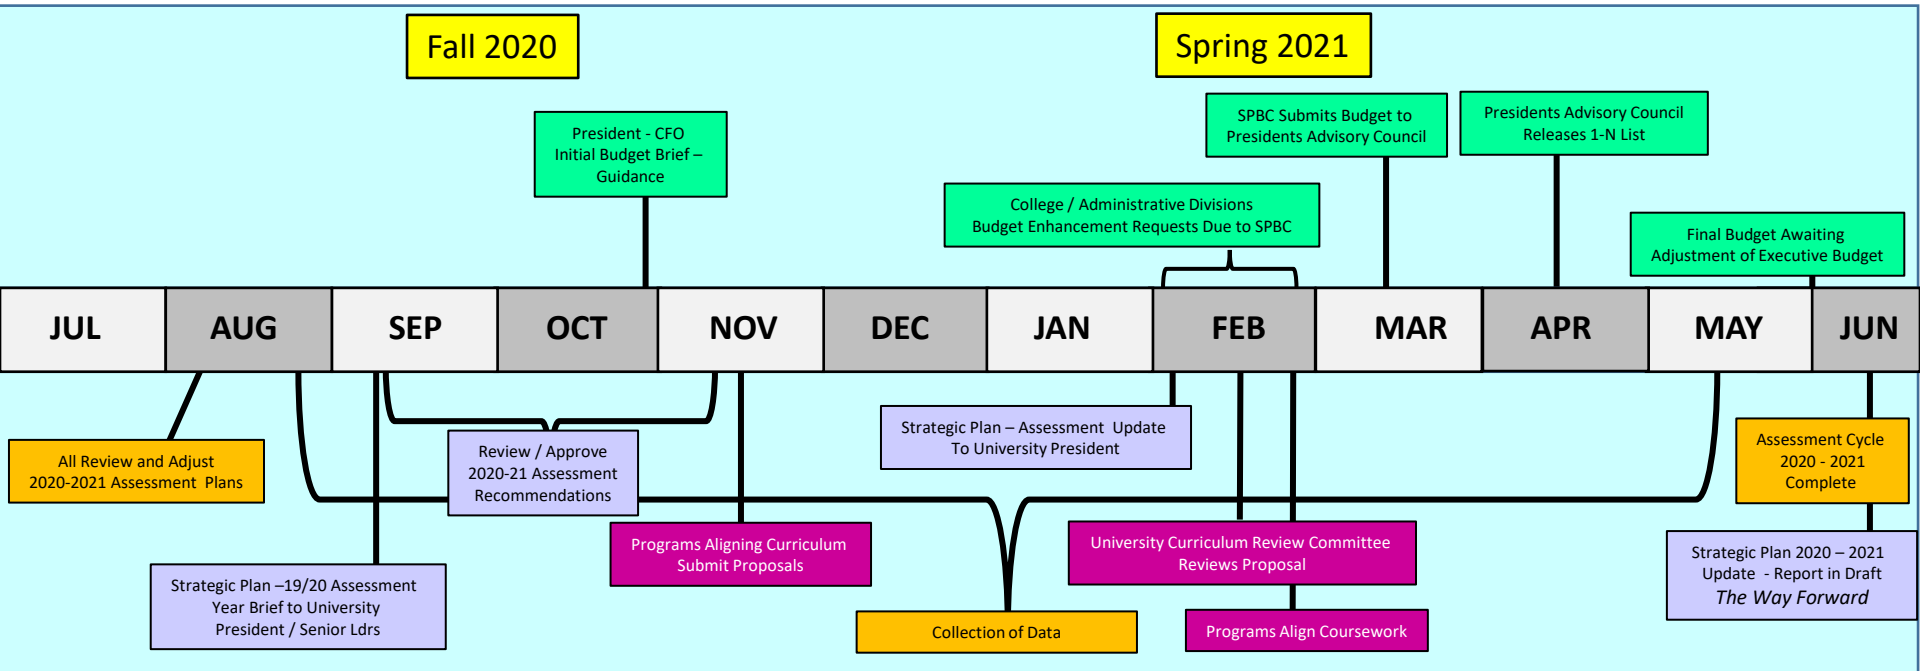 Fall 2020
Spring 2021
President - CFO
Initial Budget Brief –
Guidance
SPBC Submits Budget to
Presidents Advisory Council
Presidents Advisory Council
Releases 1-N List
College / Administrative Divisions
Budget Enhancement Requests Due to SPBC
Final Budget Awaiting
Adjustment of Executive Budget
JUL
AUG
SEP
OCT
NOV
DEC
JAN
FEB
MAR
APR
MAY
JUN
All Review and Adjust
2020-2021 Assessment Plans
Review / Approve
2020-21 Assessment
Recommendations
Strategic Plan – Assessment Update
To University President
Assessment Cycle
2020 - 2021
Complete
Programs Aligning Curriculum
Submit Proposals
University Curriculum Review Committee
Reviews Proposal
Strategic Plan 2020 – 2021
Update - Report in Draft
The Way Forward
Strategic Plan –19/20 Assessment
Year Brief to University
President / Senior Ldrs
Collection of Data
Programs Align Coursework